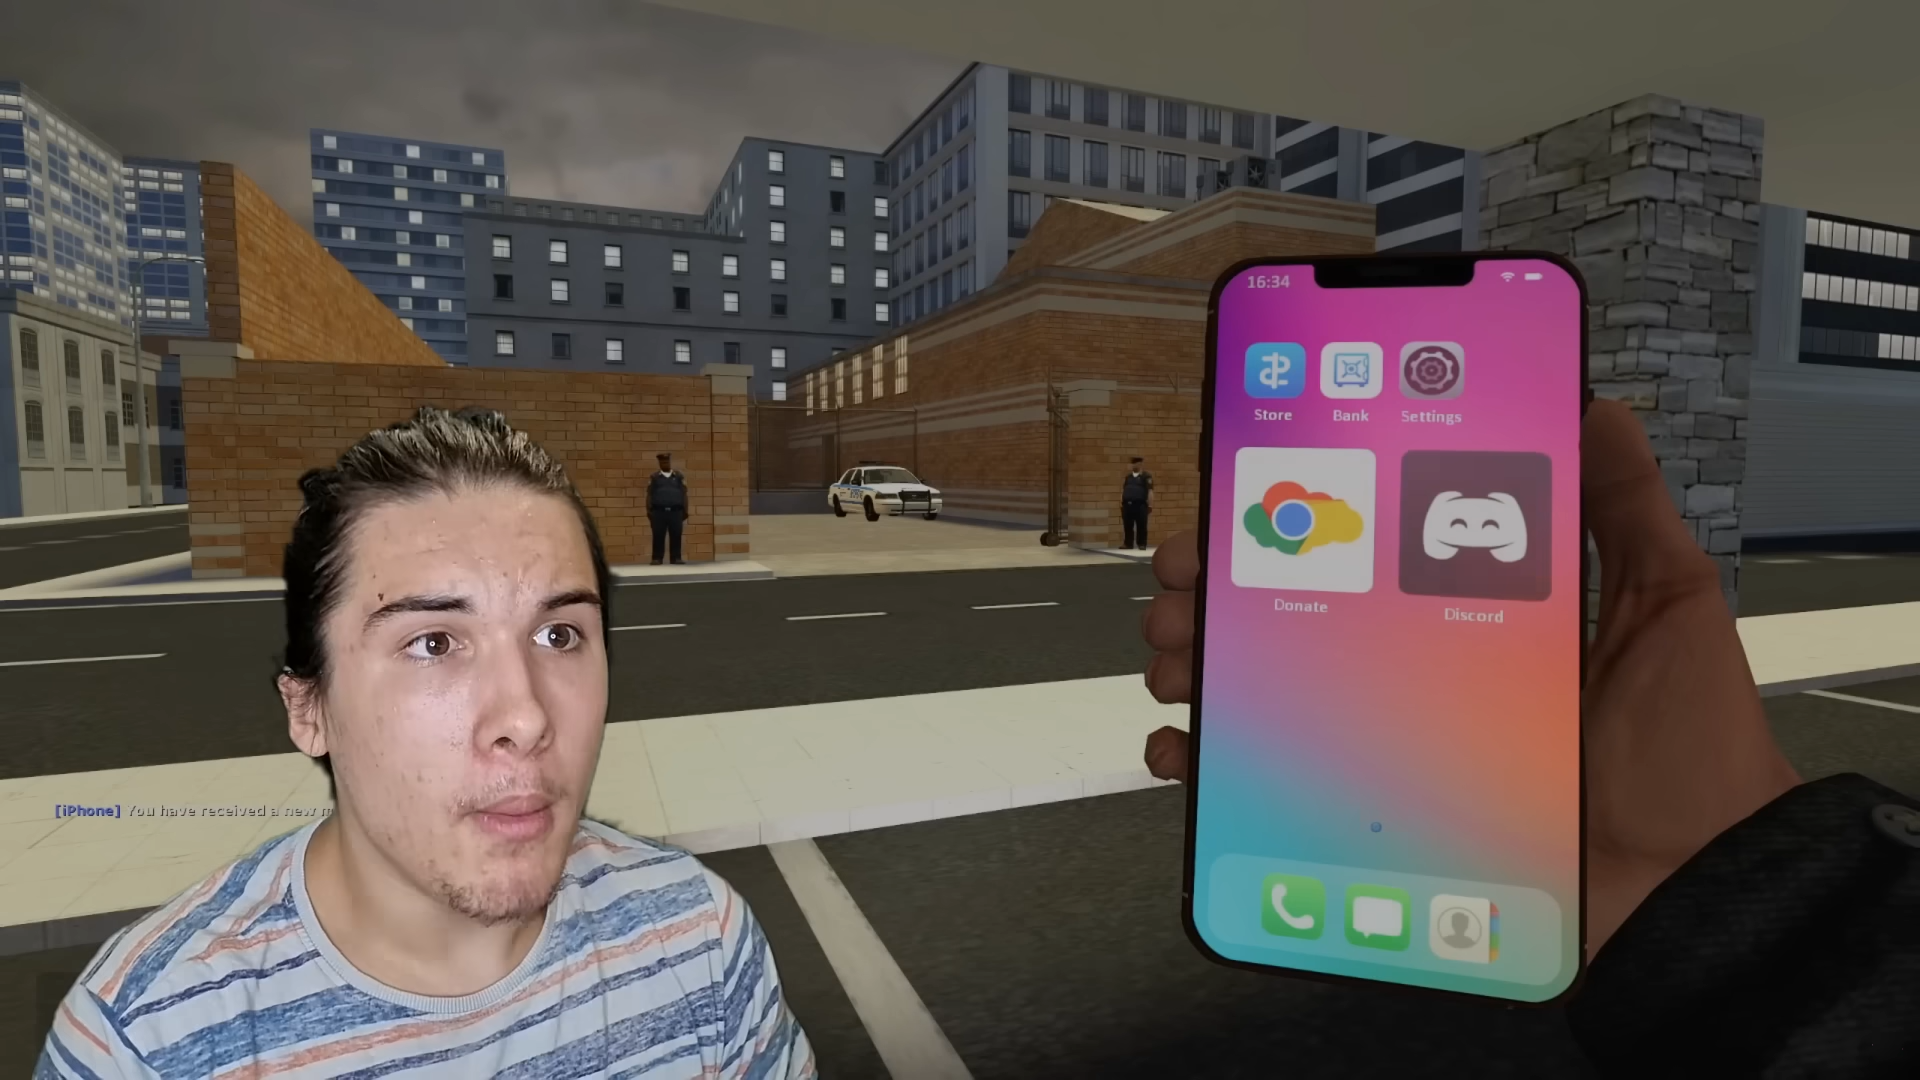 16:34
Store Bank Settings
Donate Discord
[iPhone] You have received a new